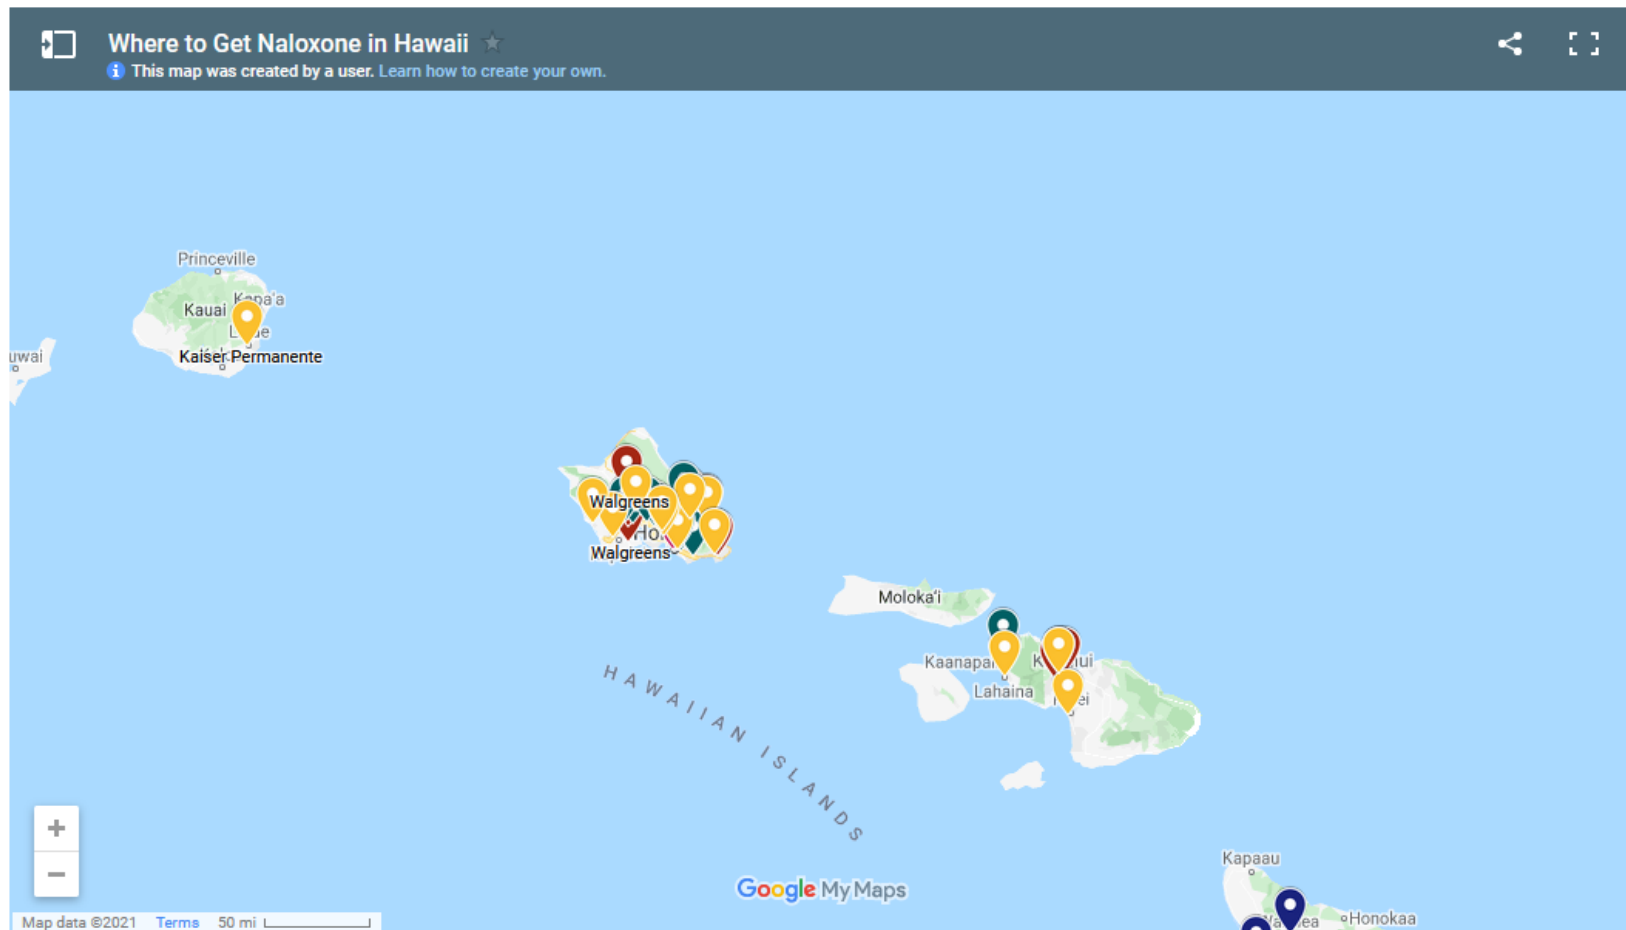 Where to Get Naloxone in Hawaii
This map was created by a user. Learn how to create your own.
Princeville
Kauai
Kaiser Permanente
uwai
Walgreens
Walgreens
Moloka'i
Lahaina
HAWAIIAN ISLANDS
Kapaau
Honokaa
Google My Maps
+
−
Map data ©2021 Terms 50 mi